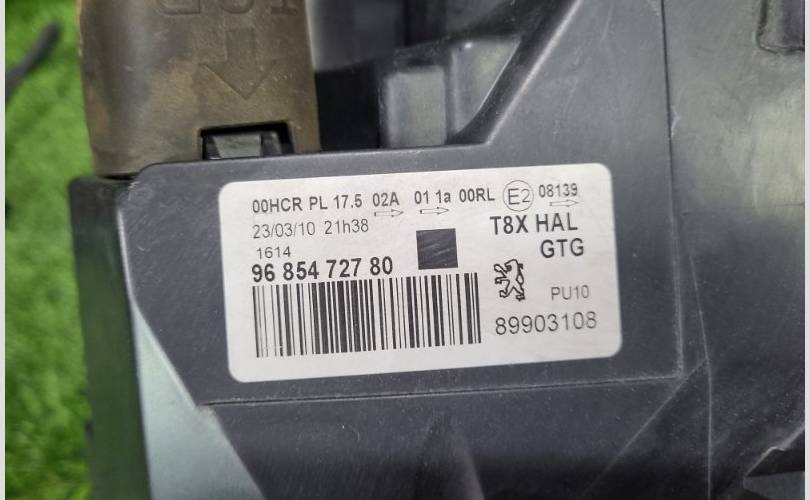 00HCR PL 17.5 02A 01 1a 00RL E2 08139
23/03/10 21h38
T8X HAL
1614
GTG
96 854 727 80
PU10
89903108